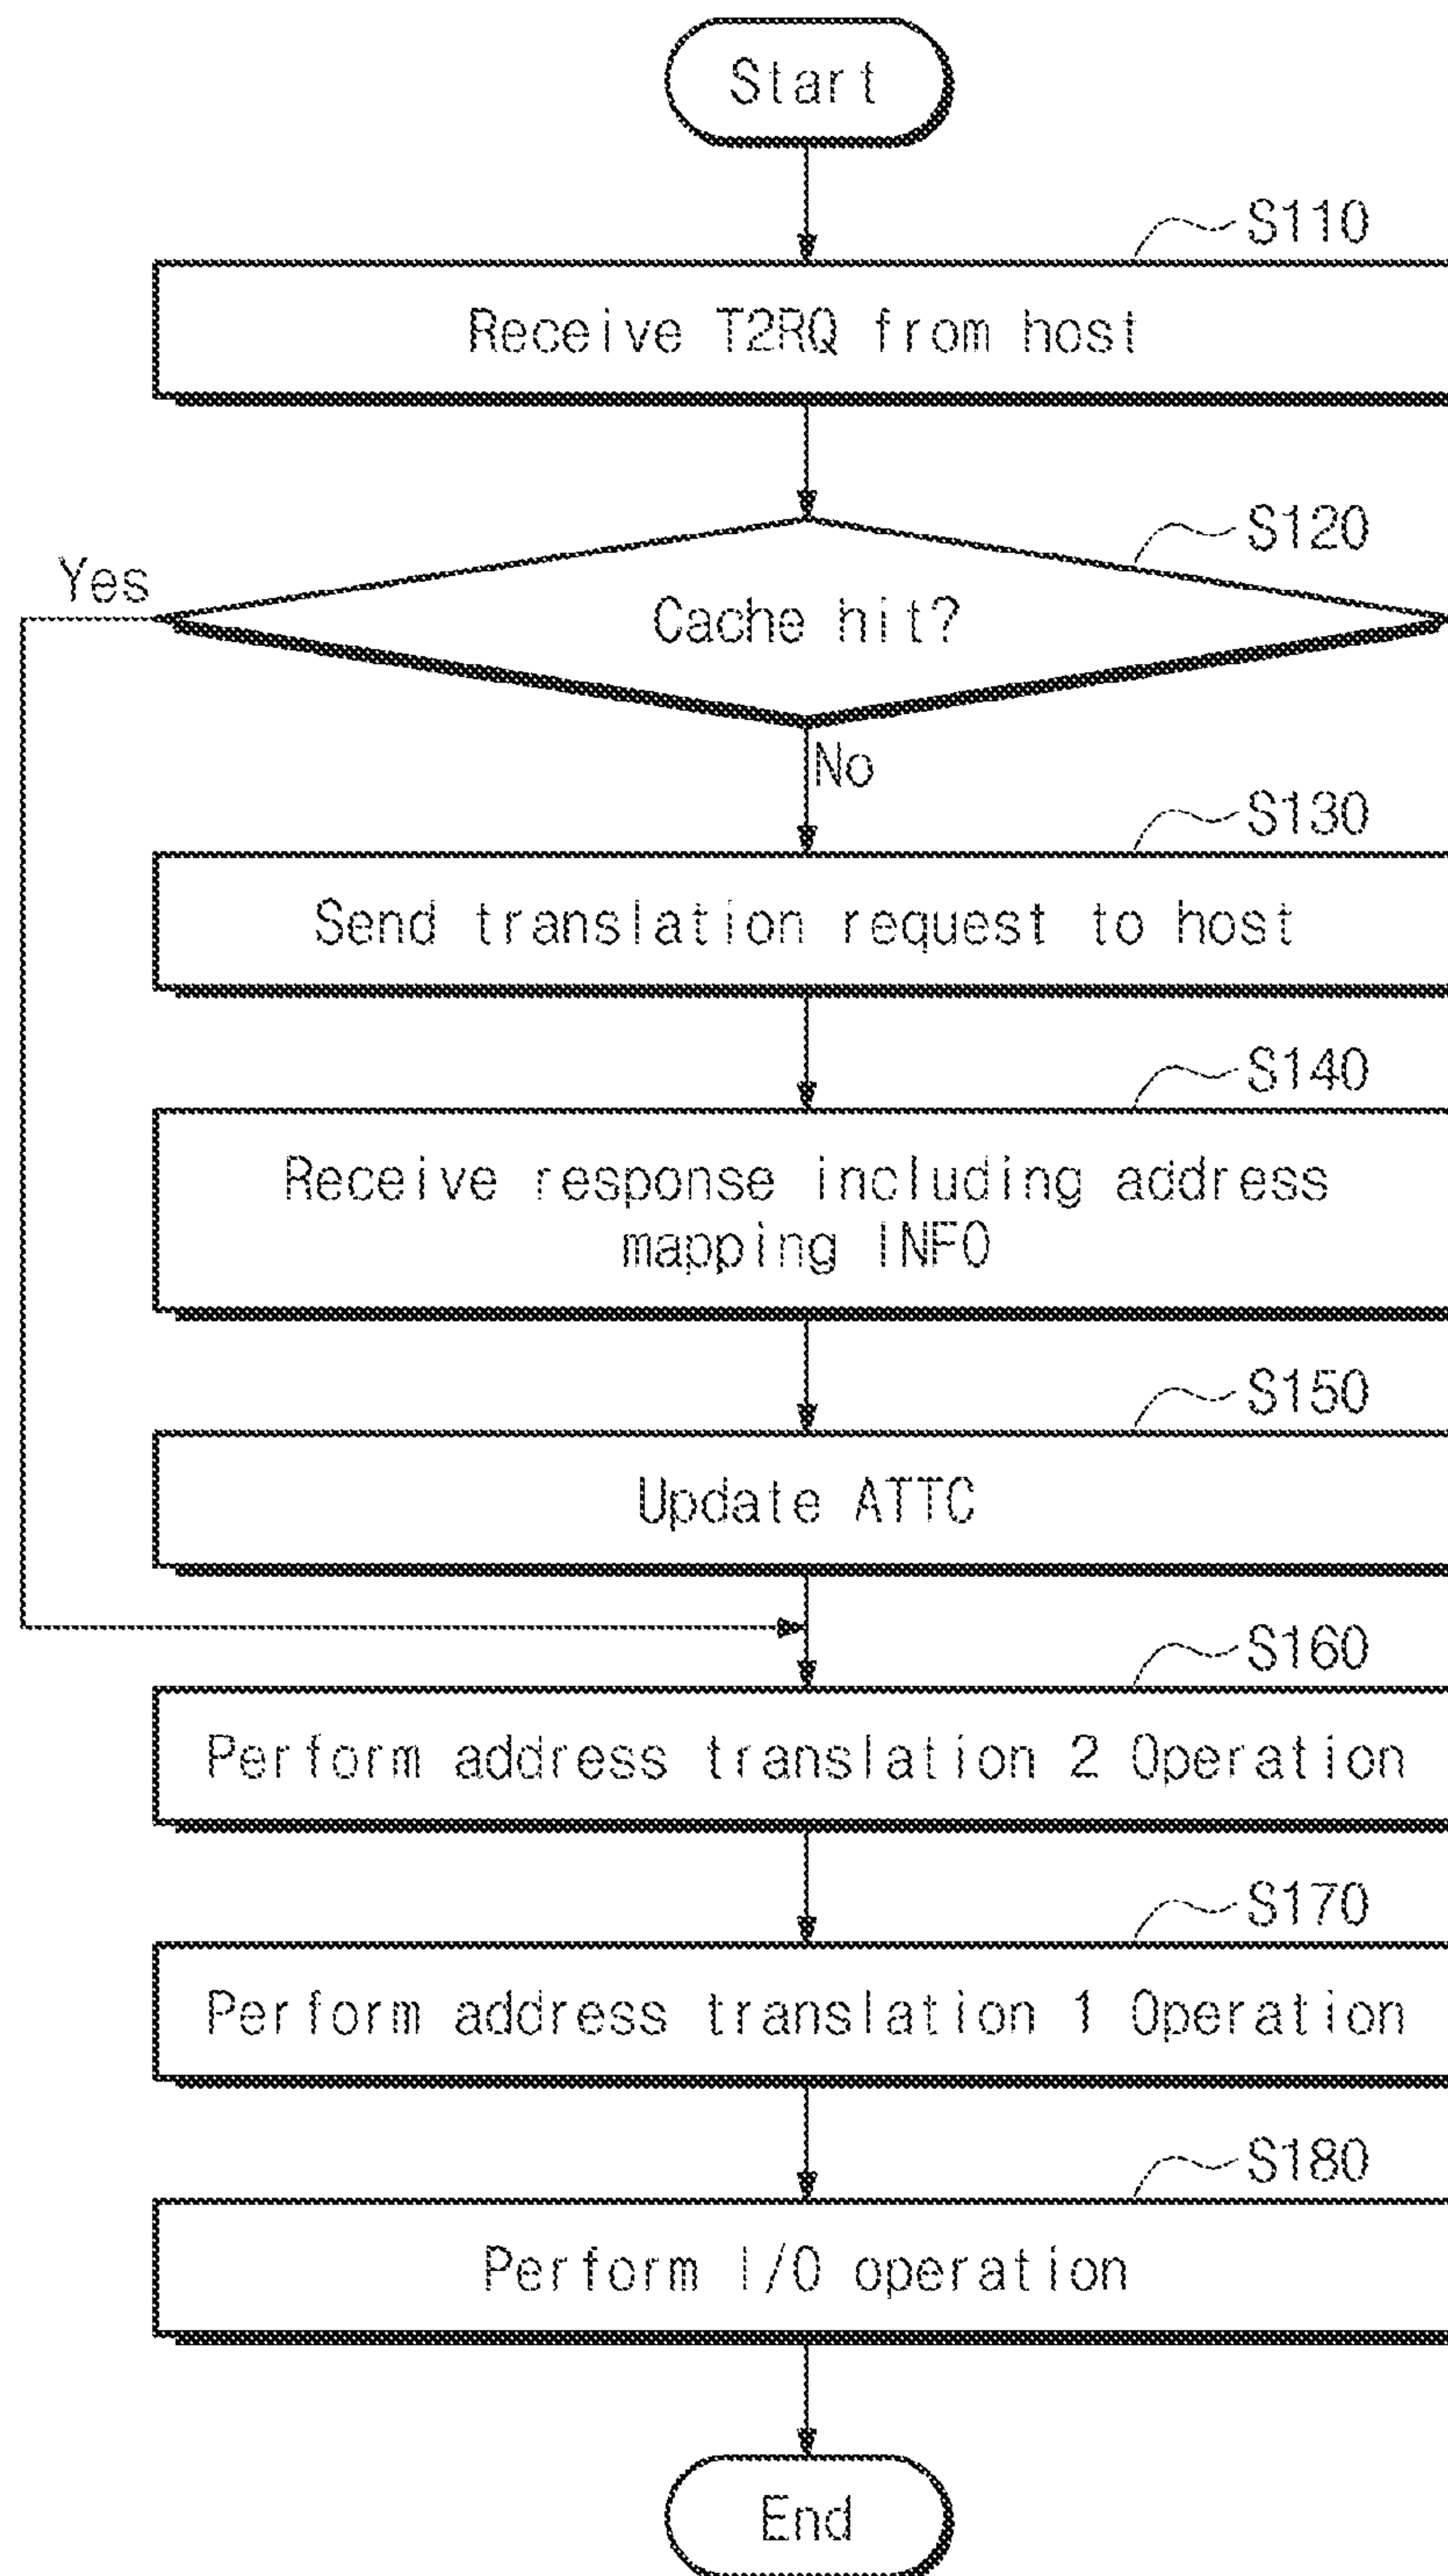 Start
S110
Receive T2RQ from host
S120
Yes
Cache hit?
No
S130
Send translation request to host
S140
Receive response including address
mapping INFO
S150
Update ATTC
S160
Perform address translation 2 Operation
S170
Perform address translation 1 Operation
S180
Perform I/O operation
End